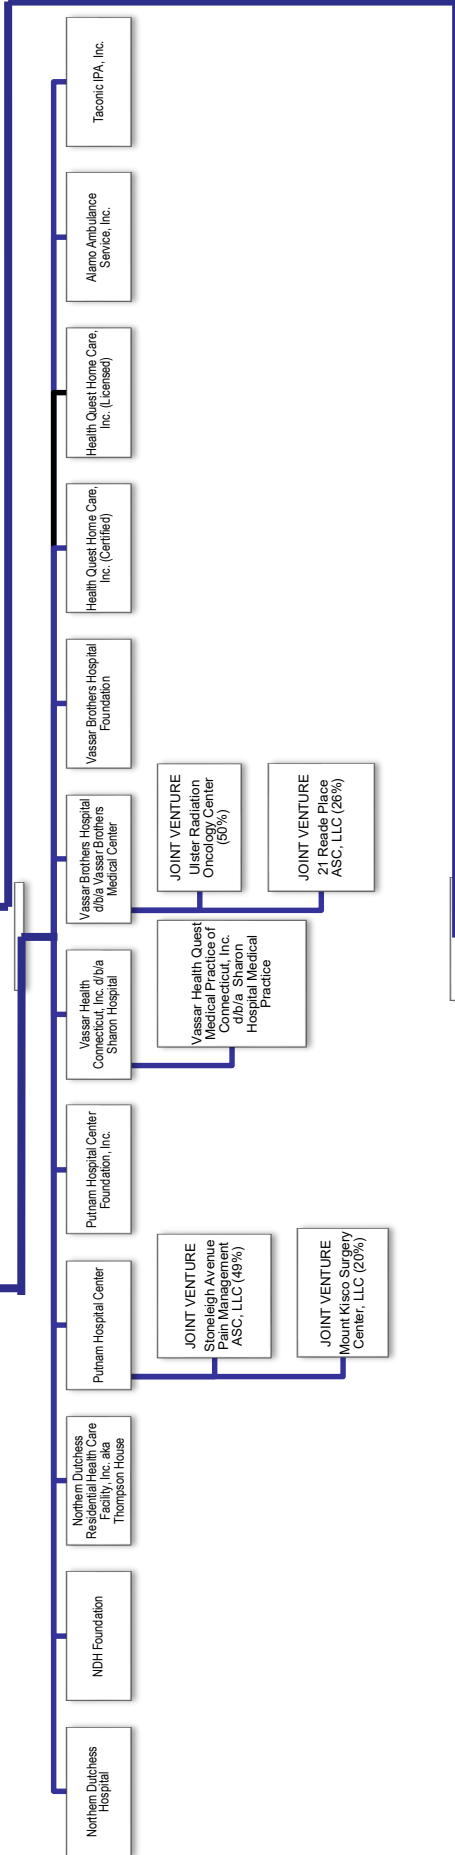 Northern Dutchess
Hospital
NDH Foundation
Northern Dutchess
Residential Health Care
Facility, Inc. aka
Thompson House
Putnam Hospital Center
Putnam Hospital Center
Foundation, Inc.
Vassar Health
Connecticut, Inc. d/b/a
Sharon Hospital
Vassar Brothers Hospital
d/b/a Vassar Brothers
Medical Center
Vassar Brothers Hospital
Foundation
Health Quest Home Care,
Inc. (Certified)
Health Quest Home Care,
Inc. (Licensed)
Alamo Ambulance
Service, Inc.
Taconic IPA, Inc.
JOINT VENTURE
Stoneleigh Avenue
Pain Management
ASC, LLC (49%)
JOINT VENTURE
Mount Kisco Surgery
Center, LLC (20%)
Vassar Health Quest
Medical Practice of
Connecticut, Inc.
d/b/a Sharon
Hospital Medical
Practice
JOINT VENTURE
Ulster Radiation
Oncology Center
(50%)
JOINT VENTURE
21 Reade Place
ASC, LLC (26%)